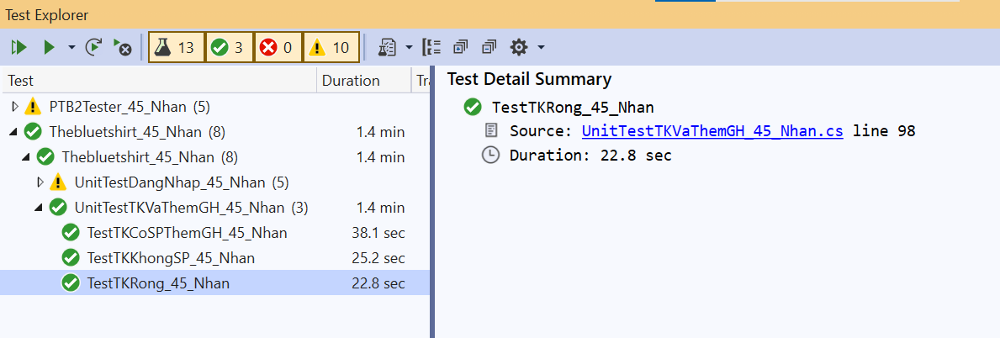 Test Explorer
13 3 0 10
Test Duration Tra
PTB2Tester_45_Nhan (5)
Thebluetshirt_45_Nhan (8) 1.4 min
Thebluetshirt_45_Nhan (8) 1.4 min
UnitTestDangNhap_45_Nhan (5)
UnitTestTKVaThemGH_45_Nhan (3) 1.4 min
TestTKCoSPThemGH_45_Nhan 38.1 sec
TestTKKhongSP_45_Nhan 25.2 sec
TestTKRong_45_Nhan 22.8 sec
Test Detail Summary
TestTKRong_45_Nhan
Source: UnitTestTKVaThemGH_45_Nhan.cs line 98
Duration: 22.8 sec